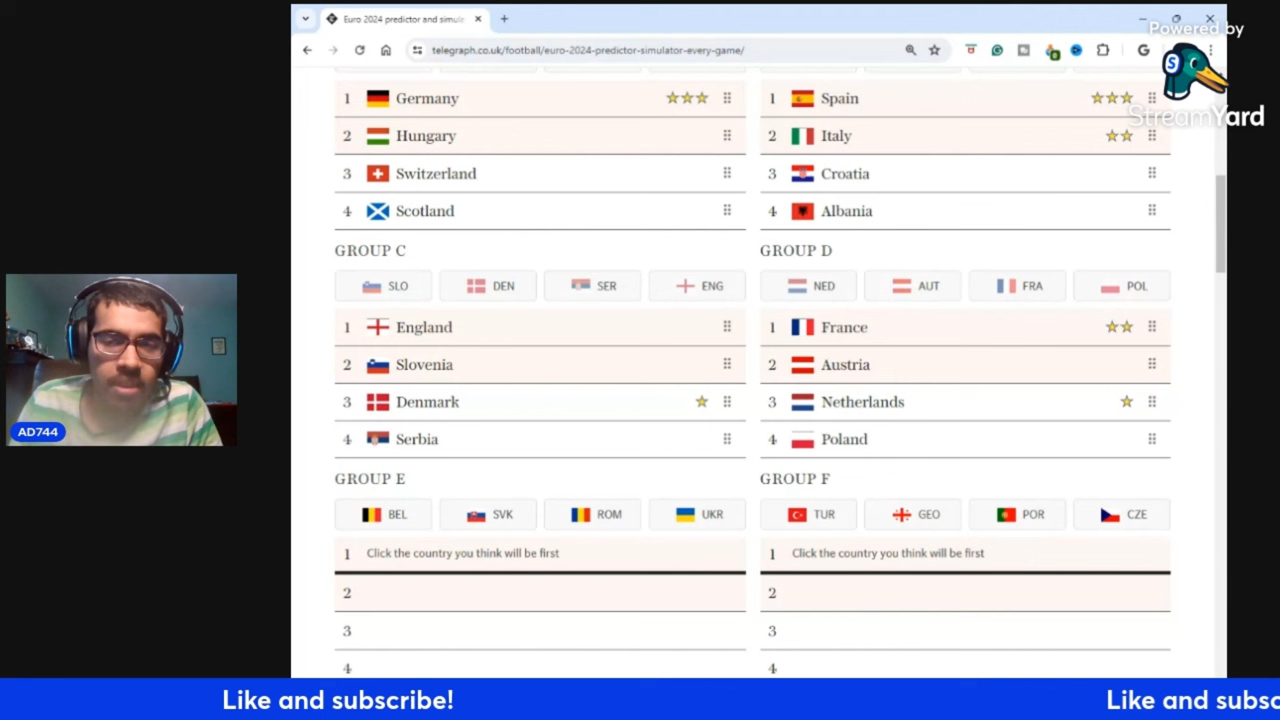 Euro 2024 predictor and simula
telegraph.co.uk/football/euro-2024-predictor-simulator-every-game/
Powered by
StreamYard
1 Germany
2 Hungary
3 Switzerland
4 Scotland
1 Spain
2 Italy
3 Croatia
4 Albania
GROUP C
SLO DEN SER ENG
1 England
2 Slovenia
3 Denmark
4 Serbia
GROUP D
NED AUT FRA POL
1 France
2 Austria
3 Netherlands
4 Poland
GROUP E
BEL SVK ROM UKR
1 Click the country you think will be first
2
3
4
GROUP F
TUR GEO POR CZE
1 Click the country you think will be first
2
3
4
AD744
Like and subscribe!
Like and subsc